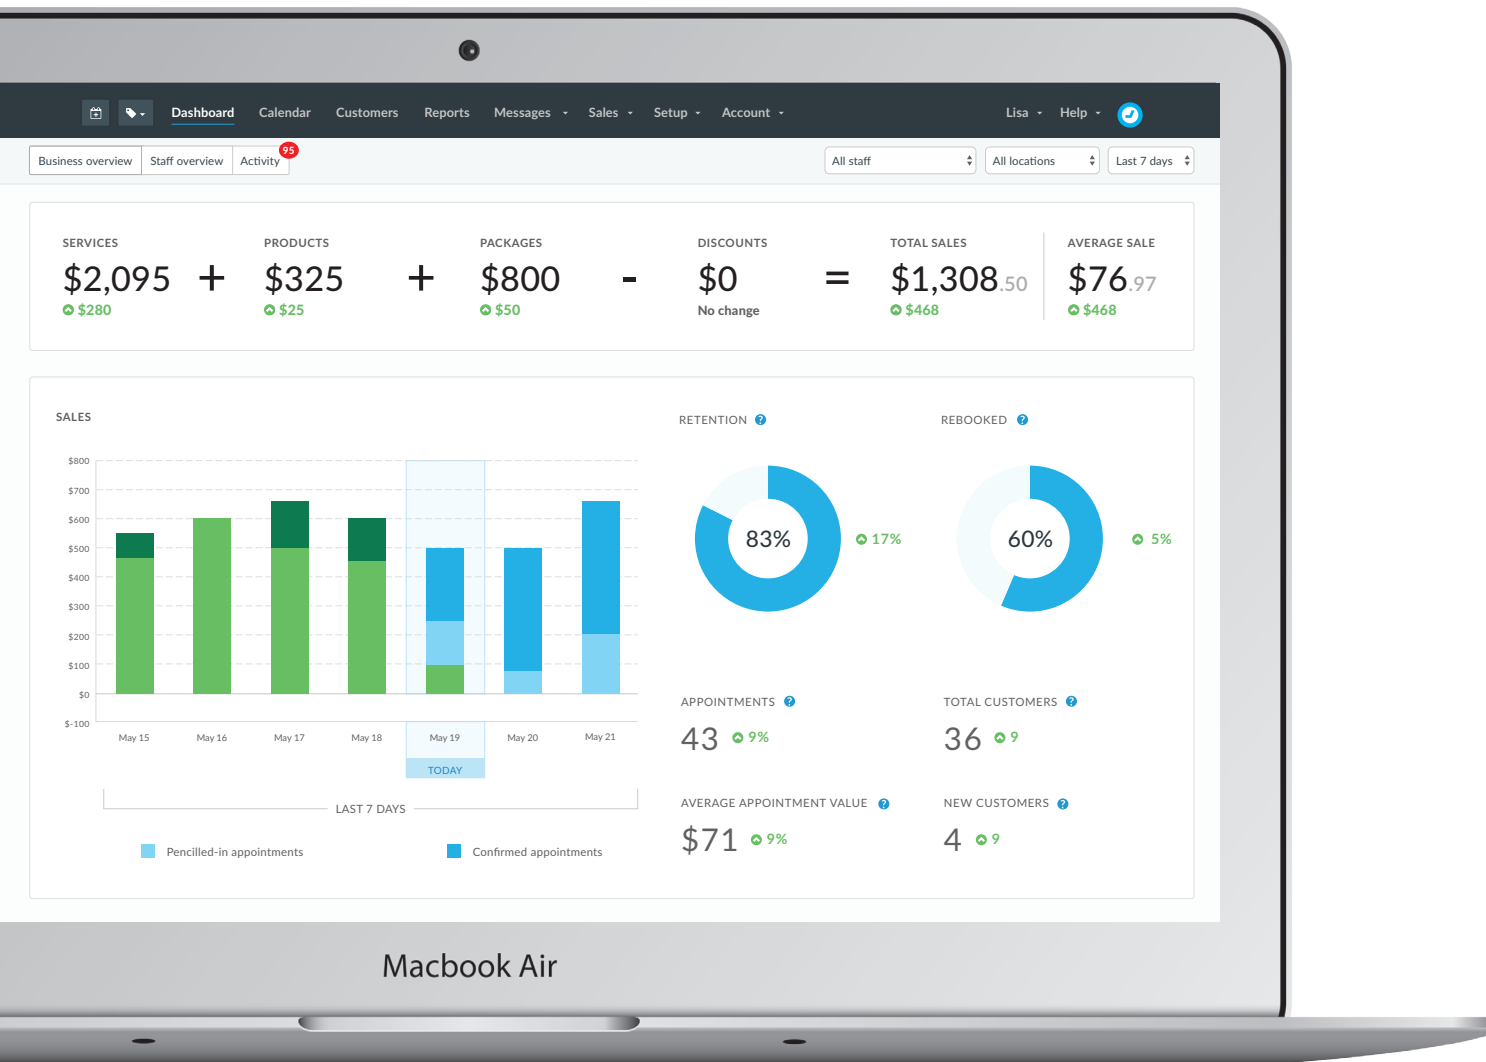 Dashboard Calendar Customers Reports Messages Sales Setup Account Lisa Help
95
Business overview Staff overview Activity All staff All locations Last 7 days
SERVICES PRODUCTS PACKAGES DISCOUNTS TOTAL SALES AVERAGE SALE
$2,095 + $325 + $800 - $0 = $1,308.50 $76.97
$280 $25 $50 No change $468 $468
SALES
$800
$700
$600
$500
$400
$300
$200
$100
$0
$-100
May 15 May 16 May 17 May 18 May 19 May 20 May 21
TODAY
LAST 7 DAYS
Pencilled-in appointments Confirmed appointments
RETENTION ? REBOOKED ?
83% 17% 60% 5%
APPOINTMENTS ? TOTAL CUSTOMERS ?
43 9% 36 9
AVERAGE APPOINTMENT VALUE ? NEW CUSTOMERS ?
$71 9% 4 9
Macbook Air